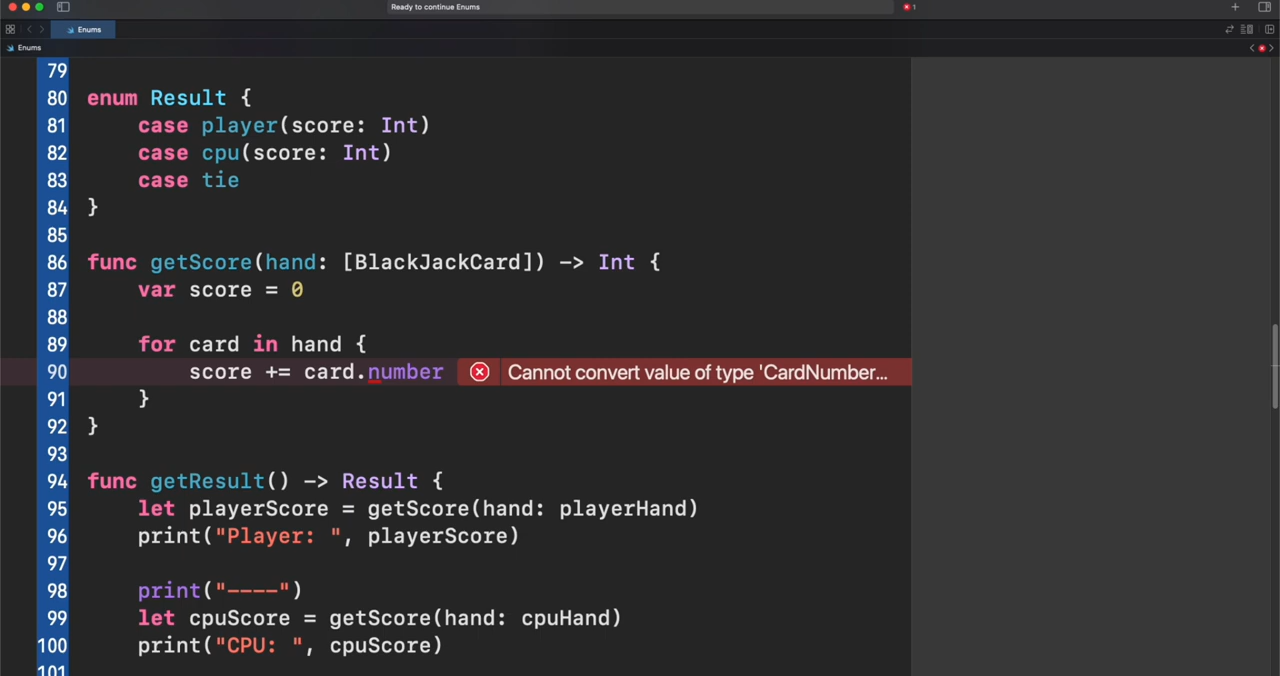 Ready to continue Enums
1
Enums
Enums
79
80 enum Result {
81 case player(score: Int)
82 case cpu(score: Int)
83 case tie
84 }
85
86 func getScore(hand: [BlackJackCard]) -> Int {
87 var score = 0
88
89 for card in hand {
90 score += card.number Cannot convert value of type 'CardNumber...
91 }
92 }
93
94 func getResult() -> Result {
95 let playerScore = getScore(hand: playerHand)
96 print("Player: ", playerScore)
97
98 print("----")
99 let cpuScore = getScore(hand: cpuHand)
100 print("CPU: ", cpuScore)
101